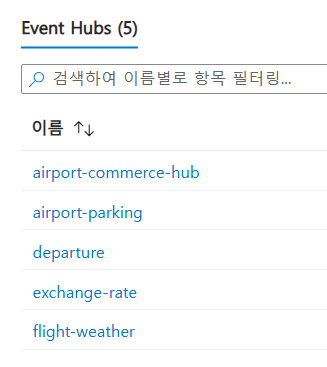 Event Hubs (5)
검색하여 이름별로 항목 필터링...
이름 ↑↓
airport-commerce-hub
airport-parking
departure
exchange-rate
flight-weather